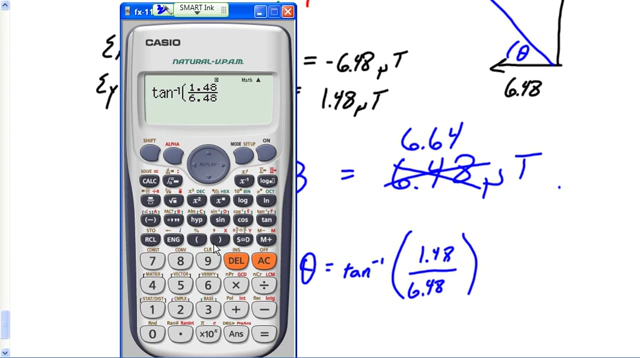 fx-11
SMART Ink
CASIO
NATURAL-V.P.A.M.
Math ▲
tan⁻¹(1.48/6.48
SHIFT ALPHA MODE SETUP ON
REPLAY
CALC x⁻¹
x² log ln
(−) hyp sin cos tan
RCL ENG ( ) S⇔D M+
7 8 9 DEL AC
4 5 6 × ÷
1 2 3 + −
0 . ×10ˣ Ans =
= -6.48 μT
1.48 μT
θ
6.48
6.64
= 6.48 μT .
θ = tan⁻¹ (1.48/6.48)